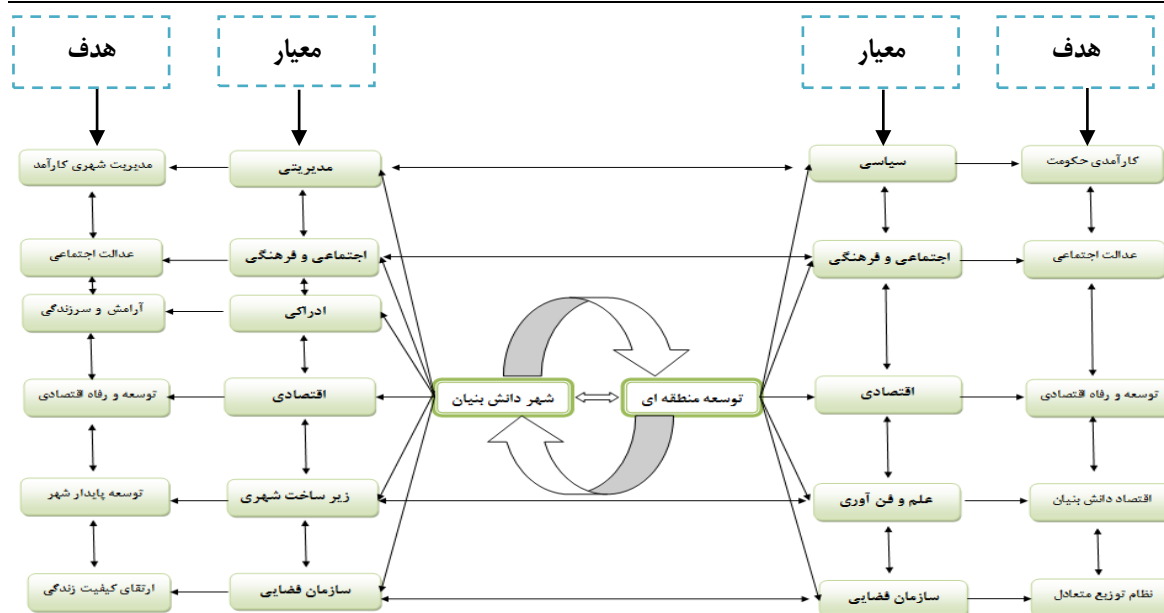 هدف
معیار
معیار
هدف
کارآمدی حکومت
سیاسی
مدیریتی
مدیریت شهری کارآمد
عدالت اجتماعی
اجتماعی و فرهنگی
اجتماعی و فرهنگی
عدالت اجتماعی
ادراکی
آرامش و سرزندگی
توسعه و رفاه اقتصادی
اقتصادی
توسعه منطقه ای
شهر دانش بنیان
اقتصادی
توسعه و رفاه اقتصادی
اقتصاد دانش بنیان
علم و فن آوری
زیر ساخت شهری
توسعه پایدار شهر
نظام توزیع متعادل
سازمان فضایی
سازمان فضایی
ارتقای کیفیت زندگی